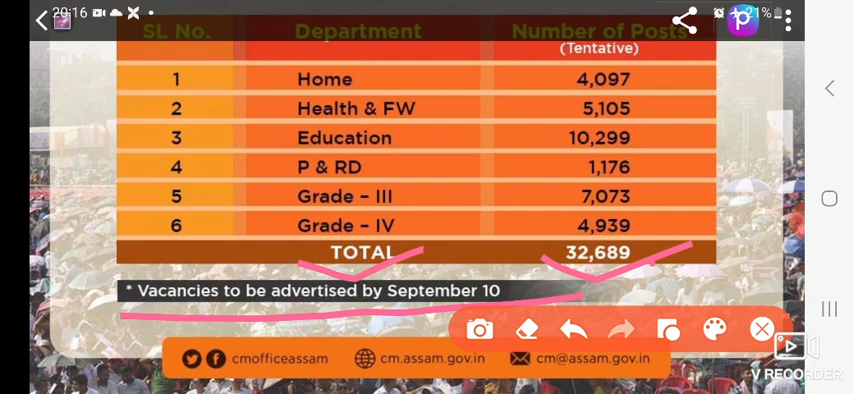 20:16
21%
SL No. Department Number of Posts
(Tentative)
1 Home 4,097
2 Health & FW 5,105
3 Education 10,299
4 P & RD 1,176
5 Grade – III 7,073
6 Grade – IV 4,939
TOTAL 32,689
* Vacancies to be advertised by September 10
cmofficeassam cm.assam.gov.in cm@assam.gov.in
V RECORDER